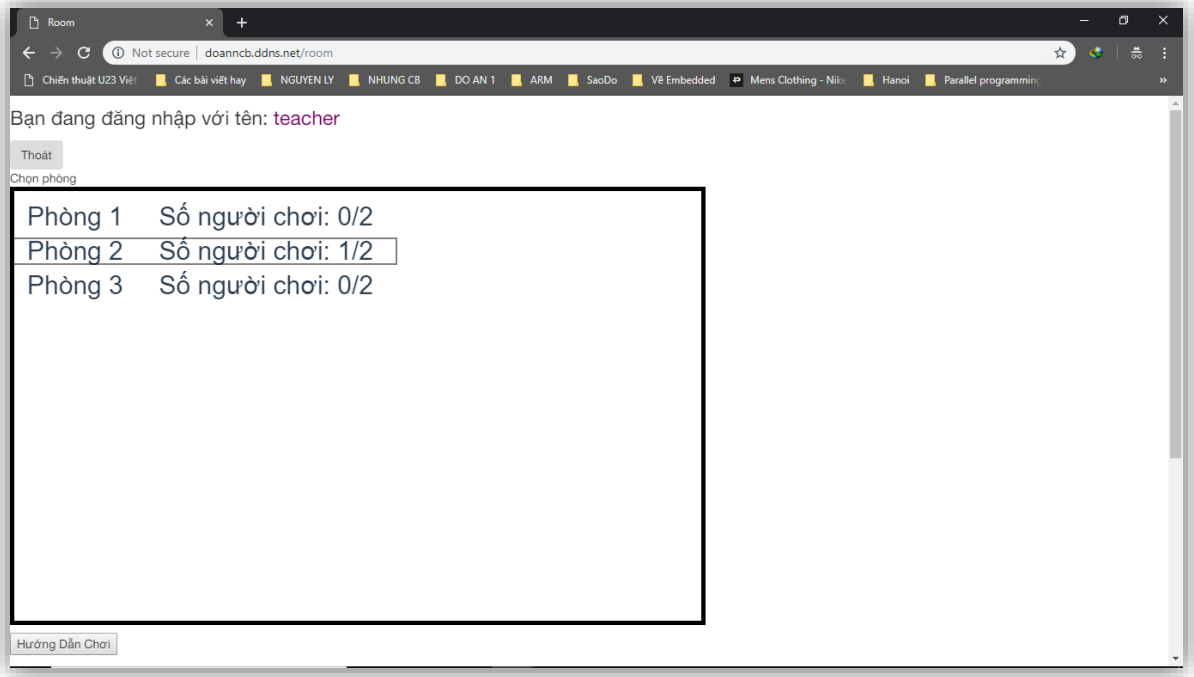 Room
Not secure | doanncb.ddns.net/room
Chiến thuật U23 Việt Các bài viết hay NGUYEN LY NHUNG CB DO AN 1 ARM SaoDo Về Embedded Mens Clothing - Nike Hanoi Parallel programming »
Bạn đang đăng nhập với tên: teacher
Thoát
Chọn phòng
Phòng 1 Số người chơi: 0/2
Phòng 2 Số người chơi: 1/2
Phòng 3 Số người chơi: 0/2
Hướng Dẫn Chơi